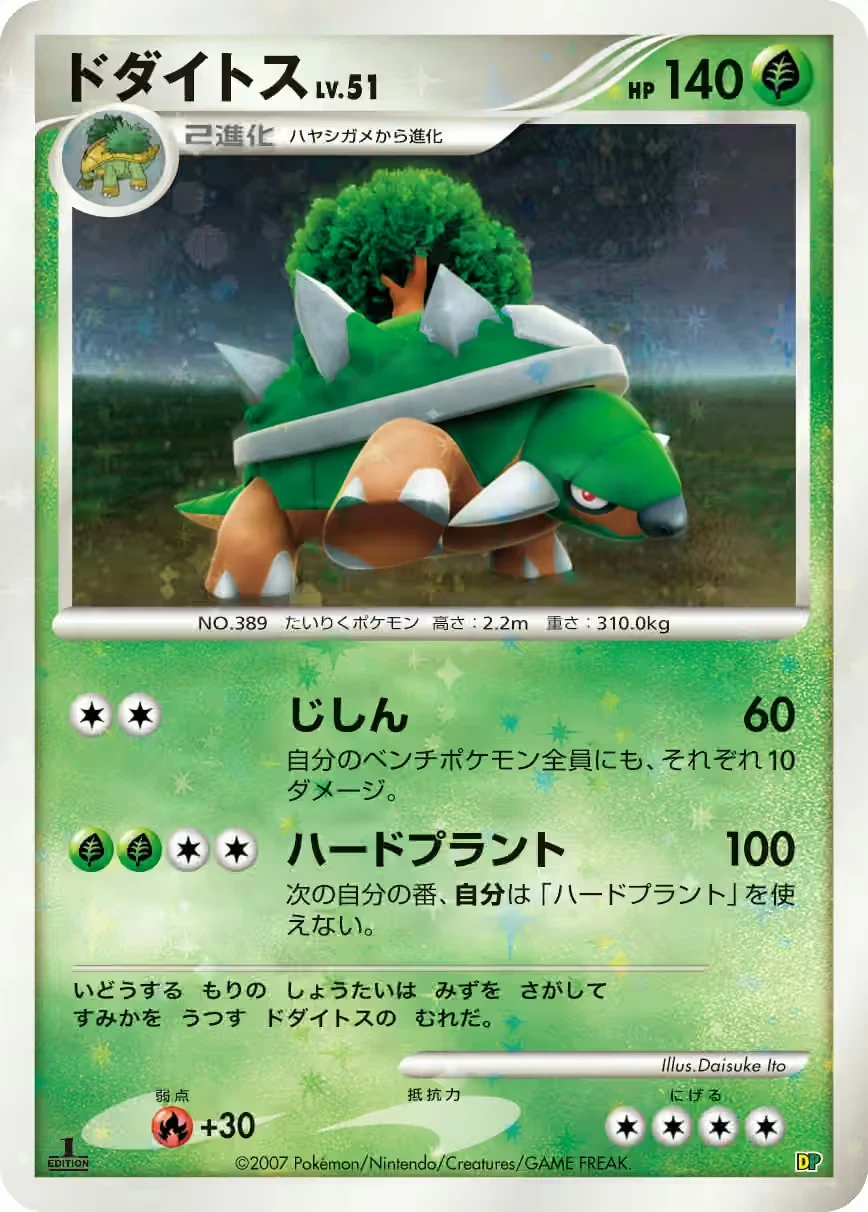 ドダイトス LV.51 HP 140
2進化 ハヤシガメから進化
NO.389 たいりくポケモン 高さ：2.2m 重さ：310.0kg
じしん 60
自分のベンチポケモン全員にも、それぞれ10
ダメージ。
ハードプラント 100
次の自分の番、自分は「ハードプラント」を使
えない。
いどうする もりの しょうたいは みずを さがして
すみかを うつす ドダイトスの むれだ。
Illus.Daisuke Ito
弱点 抵抗力 にげる
+30
1
EDITION
©2007 Pokémon/Nintendo/Creatures/GAME FREAK.
DP